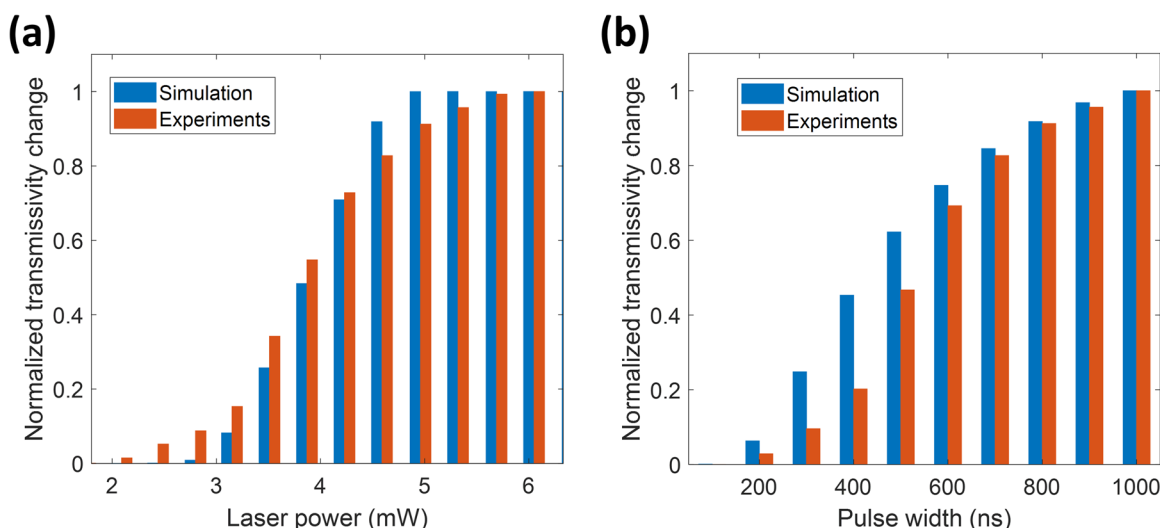 (a)
Normalized transmissivity change
1
0.8
0.6
0.4
0.2
0
Simulation
Experiments
2 3 4 5 6
Laser power (mW)
(b)
Normalized transmissivity change
1
0.8
0.6
0.4
0.2
0
Simulation
Experiments
200 400 600 800 1000
Pulse width (ns)